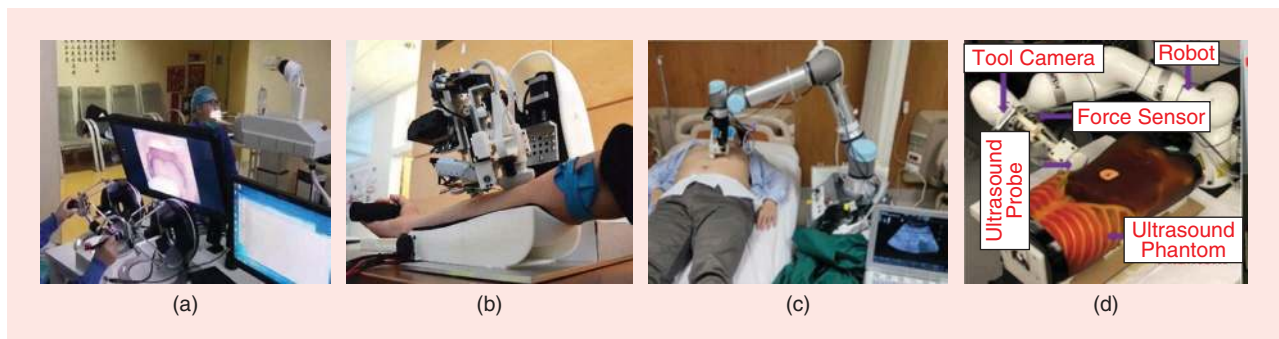 Tool Camera
Robot
Force Sensor
Ultrasound
Probe
Ultrasound
Phantom
(a)
(b)
(c)
(d)